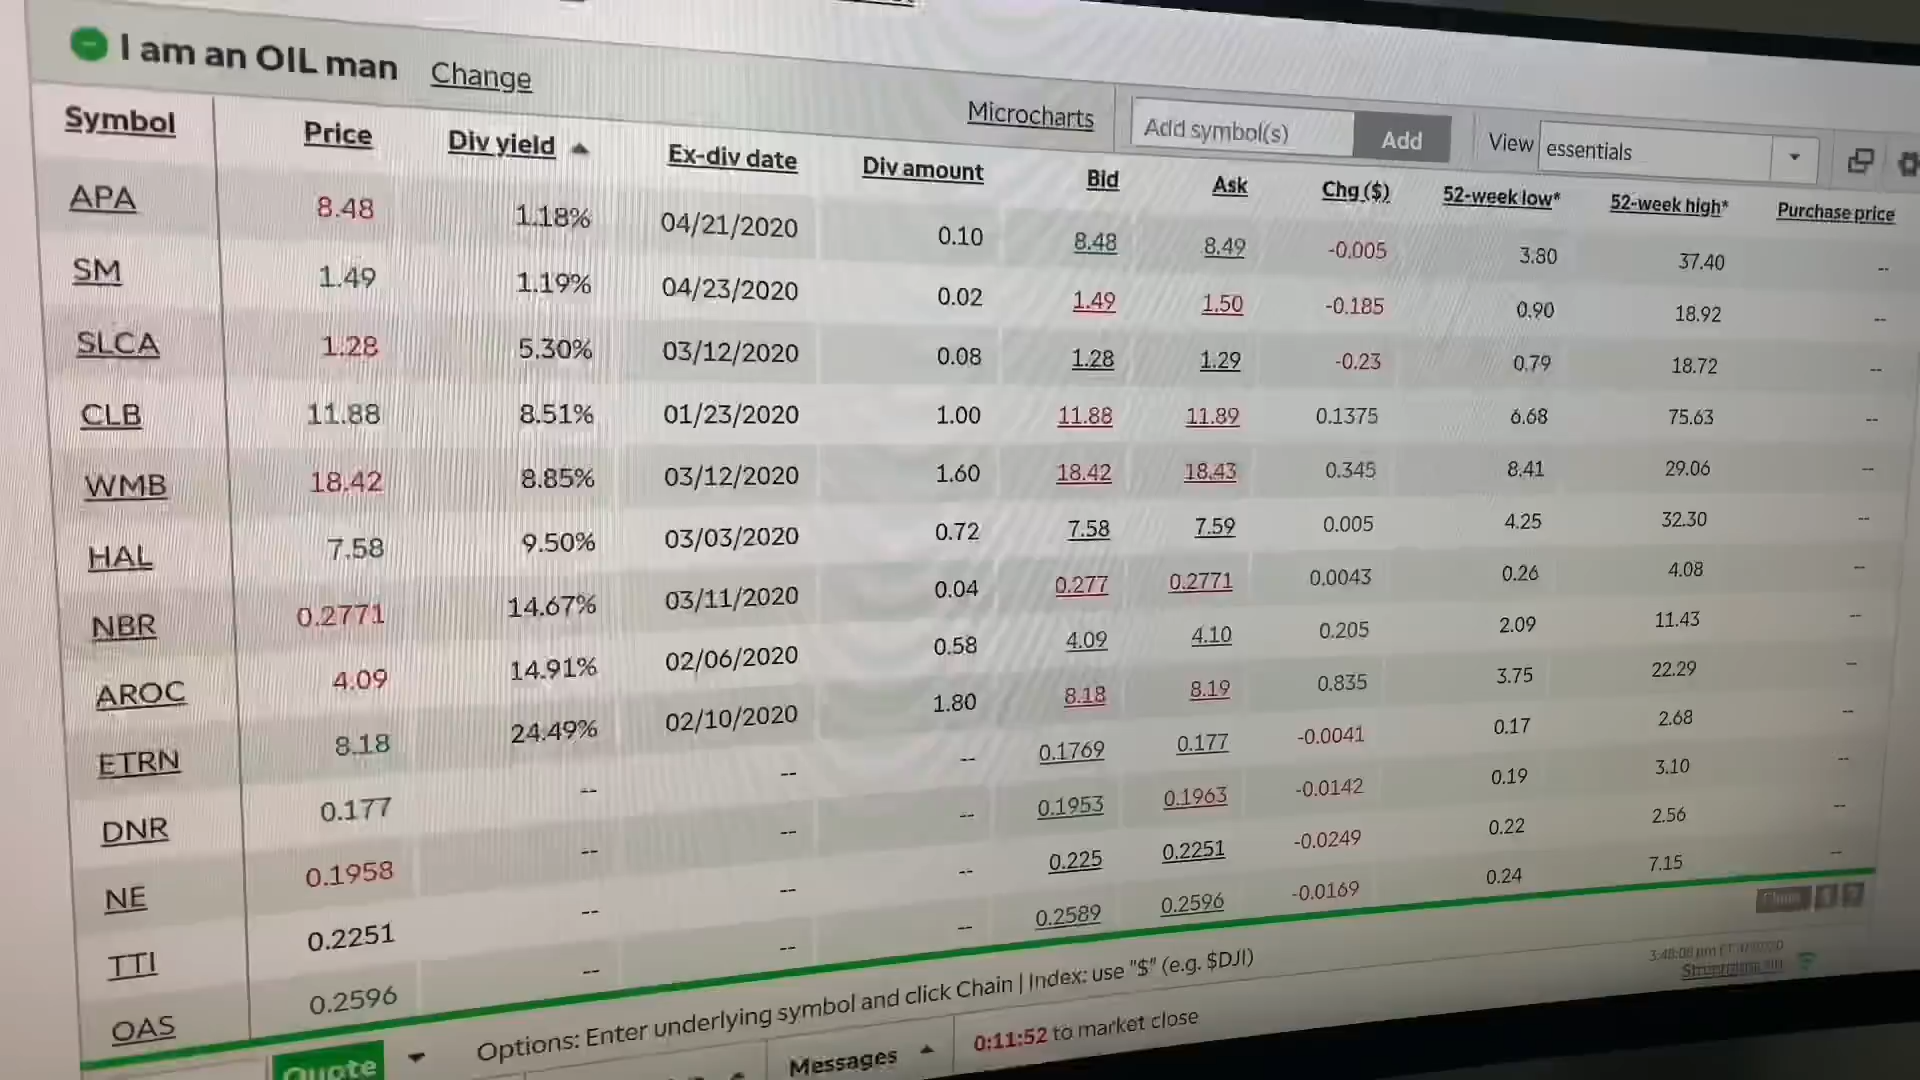 I am an OIL man Change
Microcharts Add symbol(s) Add View essentials
Symbol Price Div yield Ex-div date Div amount Bid Ask Chg ($) 52-week low* 52-week high* Purchase price
APA 8.48 1.18% 04/21/2020 0.10 8.48 8.49 -0.005 3.80 37.40 --
SM 1.49 1.19% 04/23/2020 0.02 1.49 1.50 -0.185 0.90 18.92 --
SLCA 1.28 5.30% 03/12/2020 0.08 1.28 1.29 -0.23 0.79 18.72 --
CLB 11.88 8.51% 01/23/2020 1.00 11.88 11.89 0.1375 6.68 75.63 --
WMB 18.42 8.85% 03/12/2020 1.60 18.42 18.43 0.345 8.41 29.06 --
HAL 7.58 9.50% 03/03/2020 0.72 7.58 7.59 0.005 4.25 32.30 --
NBR 0.2771 14.67% 03/11/2020 0.04 0.277 0.2771 0.0043 0.26 4.08 --
AROC 4.09 14.91% 02/06/2020 0.58 4.09 4.10 0.205 2.09 11.43 --
ETRN 8.18 24.49% 02/10/2020 1.80 8.18 8.19 0.835 3.75 22.29 --
DNR 0.177 -- -- -- 0.1769 0.177 -0.0041 0.17 2.68 --
NE 0.1958 -- -- -- 0.1953 0.1963 -0.0142 0.19 3.10 --
TTI 0.2251 -- -- -- 0.225 0.2251 -0.0249 0.22 2.56 --
OAS 0.2596 -- -- -- 0.2589 0.2596 -0.0169 0.24 7.15 --
Quote Options: Enter underlying symbol and click Chain | Index: use "$" (e.g. $DJI)
Messages 0:11:52 to market close